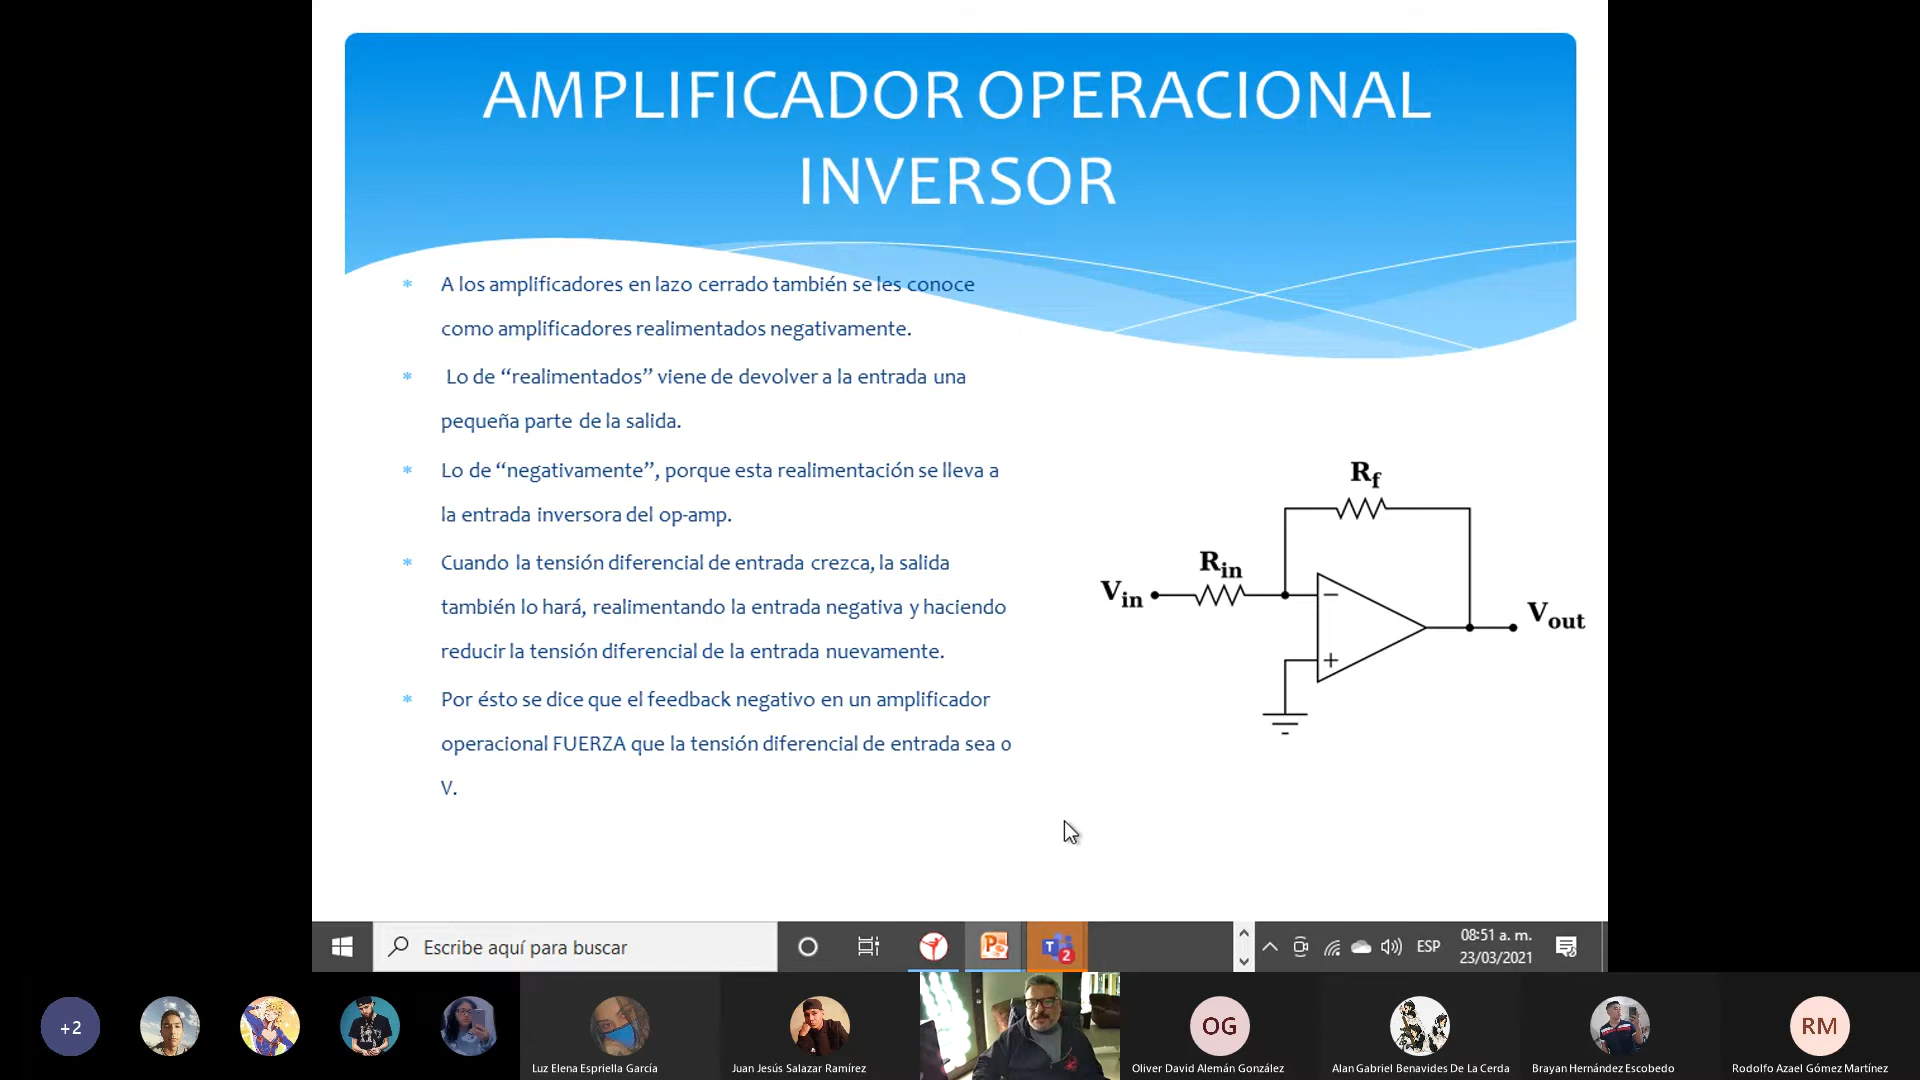 AMPLIFICADOR OPERACIONAL
INVERSOR
* A los amplificadores en lazo cerrado también se les conoce
como amplificadores realimentados negativamente.
* Lo de “realimentados” viene de devolver a la entrada una
pequeña parte de la salida.
* Lo de “negativamente”, porque esta realimentación se lleva a
la entrada inversora del op-amp.
* Cuando la tensión diferencial de entrada crezca, la salida
también lo hará, realimentando la entrada negativa y haciendo
reducir la tensión diferencial de la entrada nuevamente.
* Por ésto se dice que el feedback negativo en un amplificador
operacional FUERZA que la tensión diferencial de entrada sea 0
V.
Rf
Rin
Vin
−
+
Vout
Escribe aquí para buscar
P
T
2
ESP
08:51 a. m.
23/03/2021
+2
OG
RM
Luz Elena Espriella García
Juan Jesús Salazar Ramírez
Oliver David Alemán González
Alan Gabriel Benavides De La Cerda
Brayan Hernández Escobedo
Rodolfo Azael Gómez Martínez